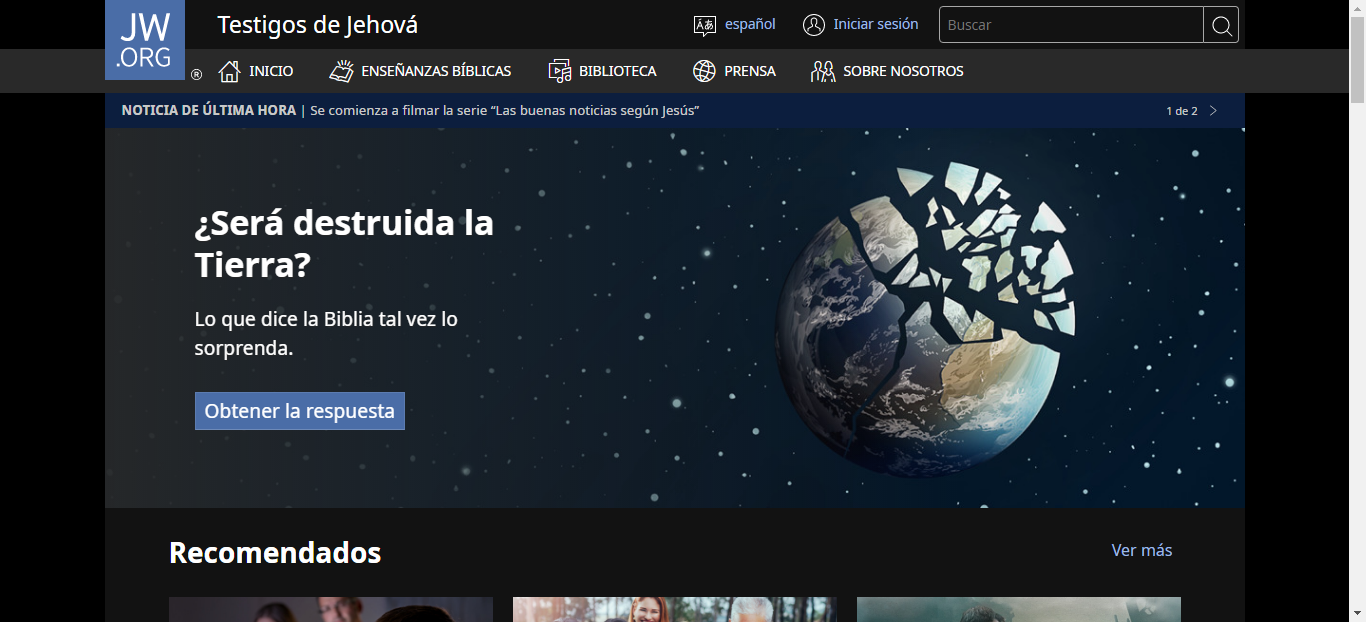 JW
.ORG
®
Testigos de Jehová
español
Iniciar sesión
Buscar
INICIO
ENSEÑANZAS BÍBLICAS
BIBLIOTECA
PRENSA
SOBRE NOSOTROS
NOTICIA DE ÚLTIMA HORA | Se comienza a filmar la serie “Las buenas noticias según Jesús”
1 de 2
¿Será destruida la
Tierra?
Lo que dice la Biblia tal vez lo
sorprenda.
Obtener la respuesta
Recomendados
Ver más